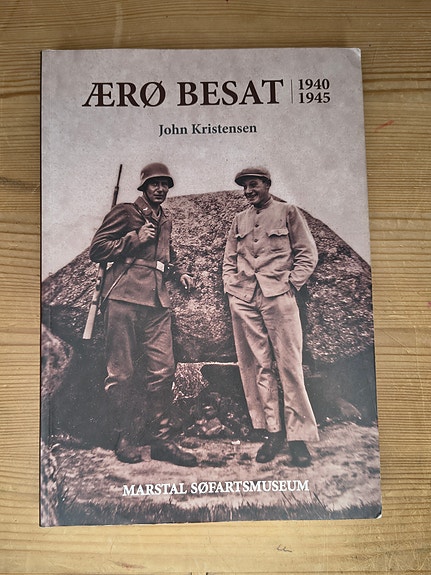 ÆRØ BESAT | 1940
1945
John Kristensen
MARSTAL SØFARTSMUSEUM